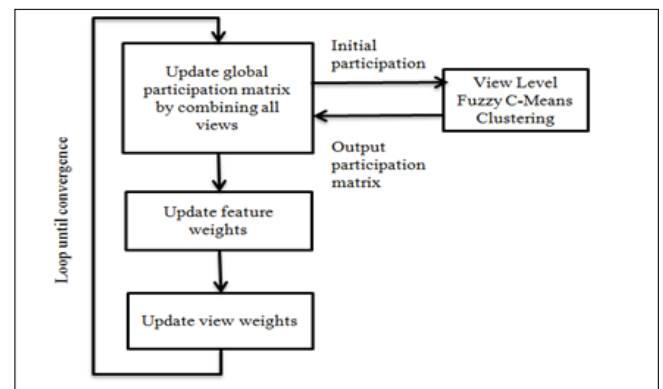 Initial
participation
Update global
participation matrix
by combining all
views
View Level
Fuzzy C-Means
Clustering
Output
participation
matrix
Loop until convergence
Update feature
weights
Update view weights